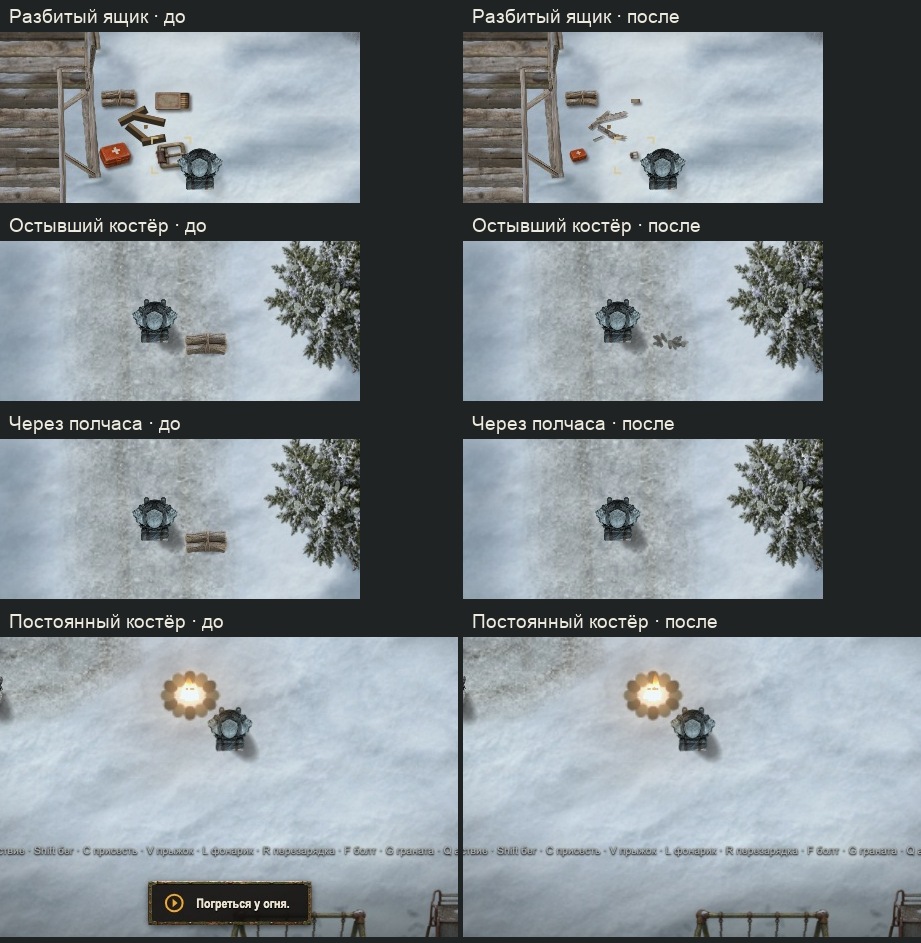 Разбитый ящик · до
Разбитый ящик · после
Остывший костёр · до
Остывший костёр · после
Через полчаса · до
Через полчаса · после
Постоянный костёр · до
Постоянный костёр · после
ствие · Shift бег · C присесть · V прыжок · L фонарик · R перезарядка · F болт · G граната · Q
ствие · Shift бег · C присесть · V прыжок · L фонарик · R перезарядка · F болт · G граната · Q
Погреться у огня.